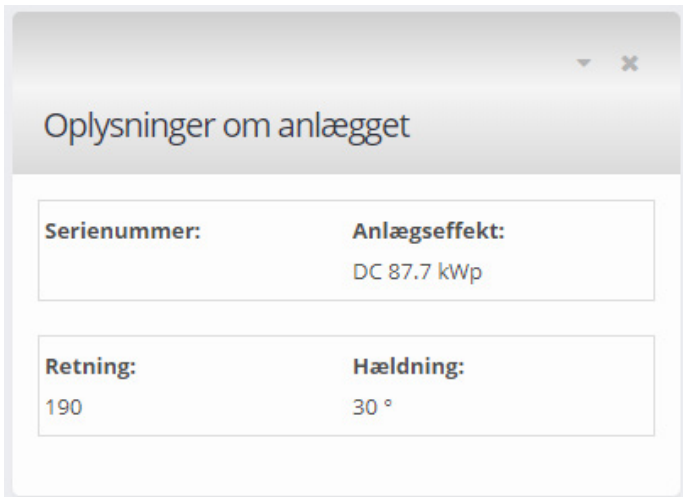 Oplysninger om anlægget
Serienummer: Anlægseffekt:
DC 87.7 kWp
Retning: Hældning:
190 30 °